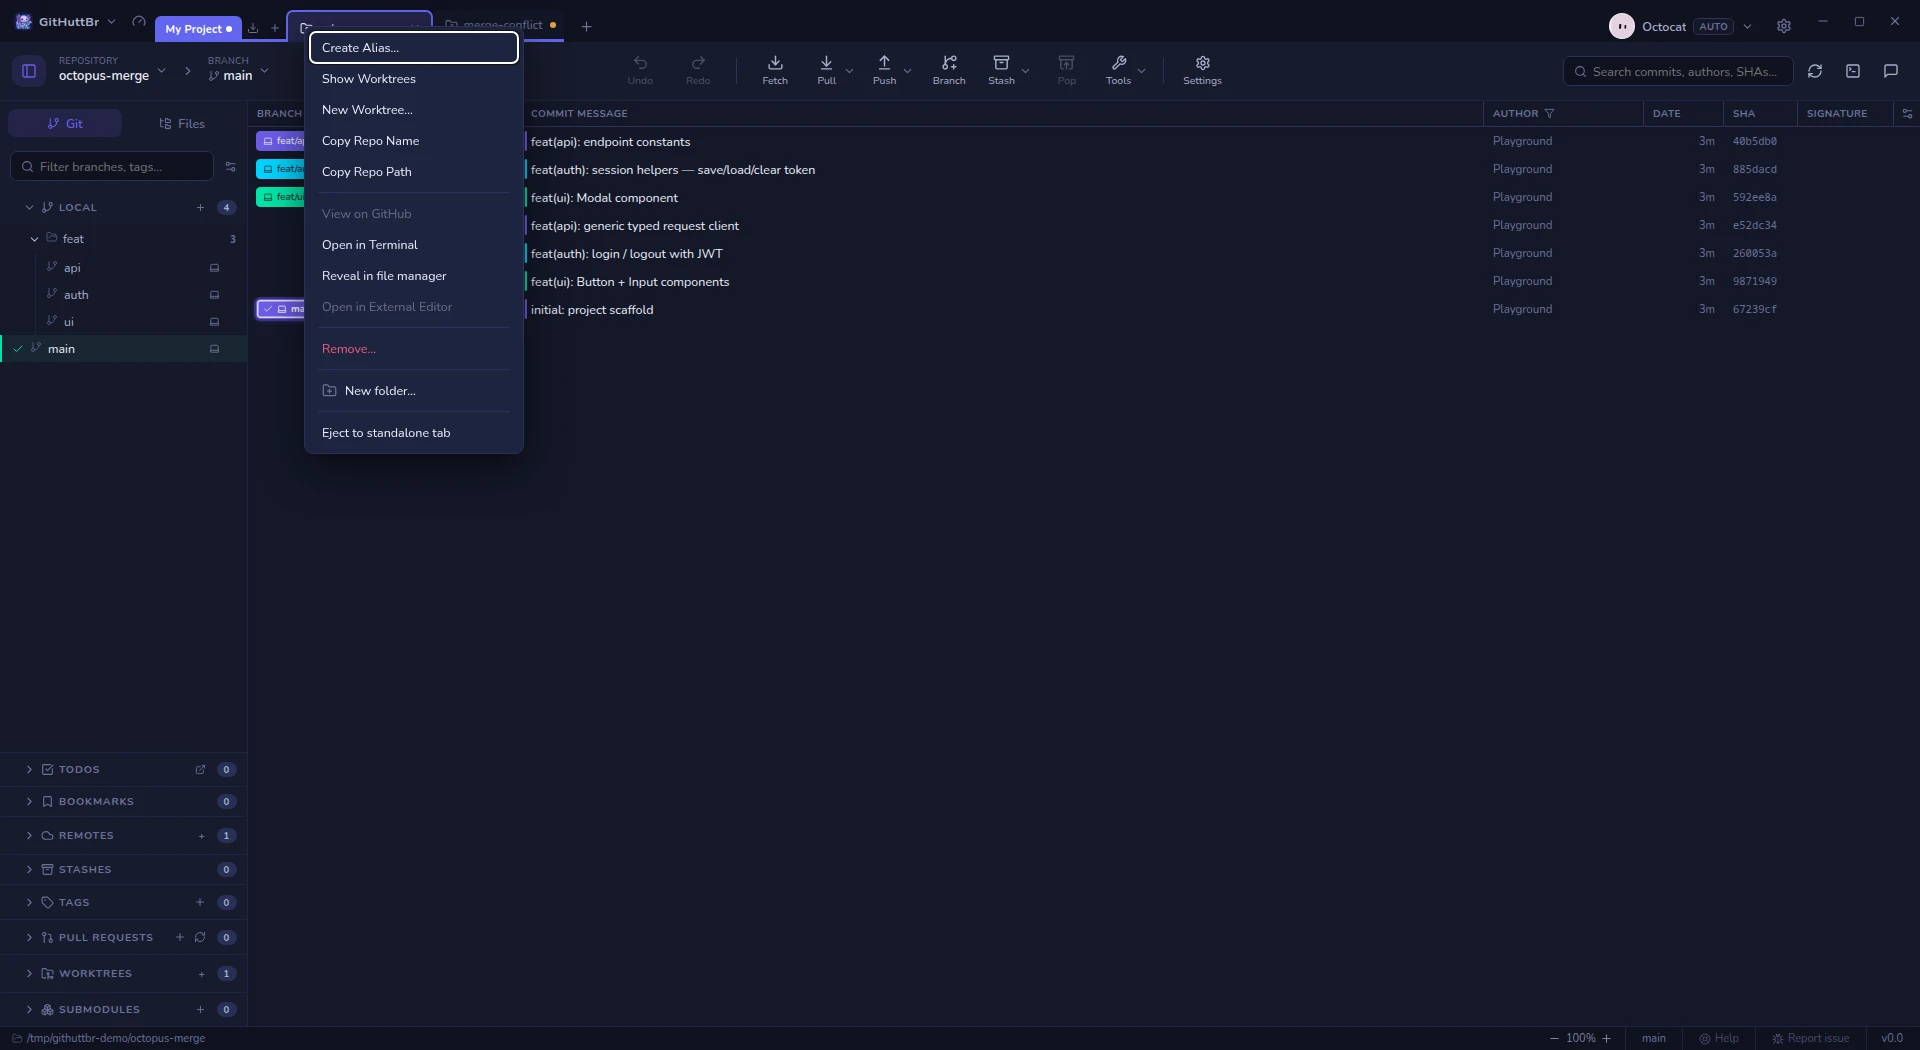 GitHuttBr
My Project
merge-conflict
Octocat
AUTO
REPOSITORY
octopus-merge
BRANCH
main
Undo
Redo
Fetch
Pull
Push
Branch
Stash
Pop
Tools
Settings
Search commits, authors, SHAs...
Git
Files
Filter branches, tags...
LOCAL
4
feat
3
api
auth
ui
main
TODOS
0
BOOKMARKS
0
REMOTES
1
STASHES
0
TAGS
0
PULL REQUESTS
0
WORKTREES
1
SUBMODULES
0
Create Alias...
Show Worktrees
New Worktree...
Copy Repo Name
Copy Repo Path
View on GitHub
Open in Terminal
Reveal in file manager
Open in External Editor
Remove...
New folder...
Eject to standalone tab
BRANCH COMMIT MESSAGE AUTHOR DATE SHA SIGNATURE
feat(api): endpoint constants Playground 3m 40b5db0
feat(auth): session helpers — save/load/clear token Playground 3m 885dacd
feat/ui feat(ui): Modal component Playground 3m 592ee8a
feat(api): generic typed request client Playground 3m e52dc34
feat(auth): login / logout with JWT Playground 3m 260053a
feat(ui): Button + Input components Playground 3m 9871949
initial: project scaffold Playground 3m 67239cf
/tmp/githuttbr-demo/octopus-merge
100%
main
Help
Report issue
v0.0